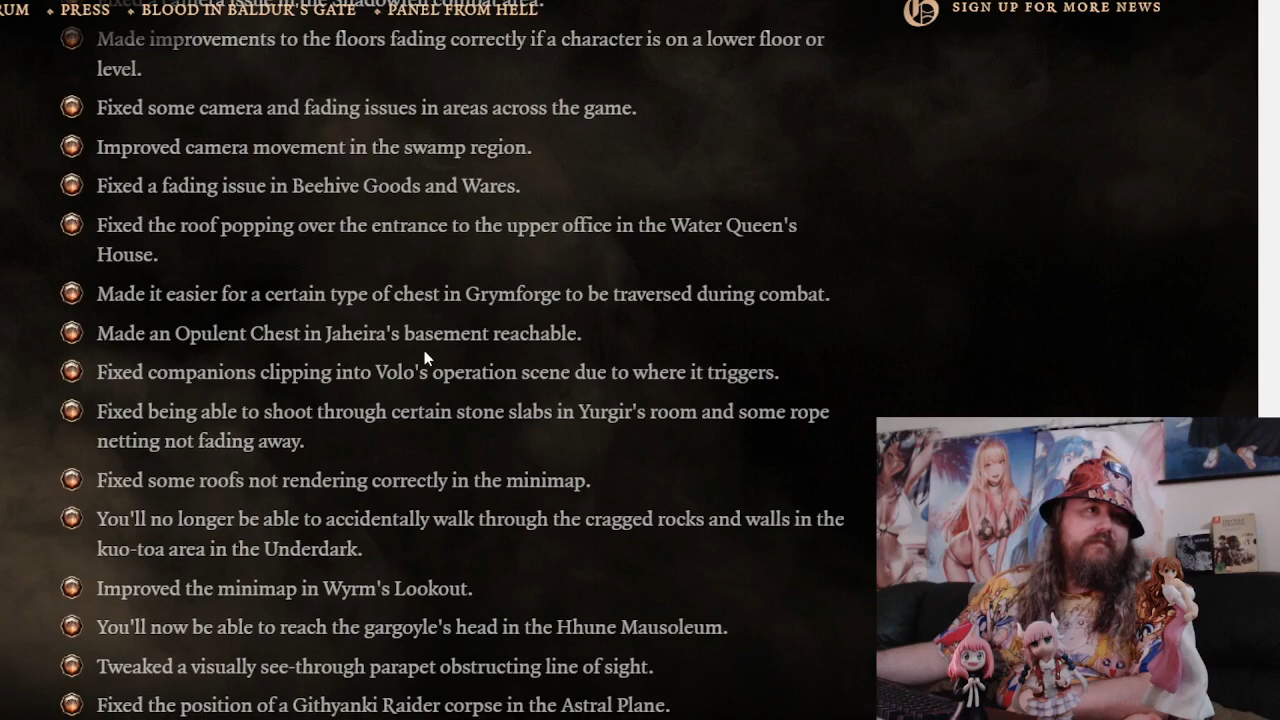 RUM PRESS BLOOD IN BALDUR'S GATE PANEL FROM HELL SIGN UP FOR MORE NEWS
Made improvements to the floors fading correctly if a character is on a lower floor or
level.
Fixed some camera and fading issues in areas across the game.
Improved camera movement in the swamp region.
Fixed a fading issue in Beehive Goods and Wares.
Fixed the roof popping over the entrance to the upper office in the Water Queen's
House.
Made it easier for a certain type of chest in Grymforge to be traversed during combat.
Made an Opulent Chest in Jaheira's basement reachable.
Fixed companions clipping into Volo's operation scene due to where it triggers.
Fixed being able to shoot through certain stone slabs in Yurgir's room and some rope
netting not fading away.
Fixed some roofs not rendering correctly in the minimap.
You'll no longer be able to accidentally walk through the cragged rocks and walls in the
kuo-toa area in the Underdark.
Improved the minimap in Wyrm's Lookout.
You'll now be able to reach the gargoyle's head in the Hhune Mausoleum.
Tweaked a visually see-through parapet obstructing line of sight.
Fixed the position of a Githyanki Raider corpse in the Astral Plane.